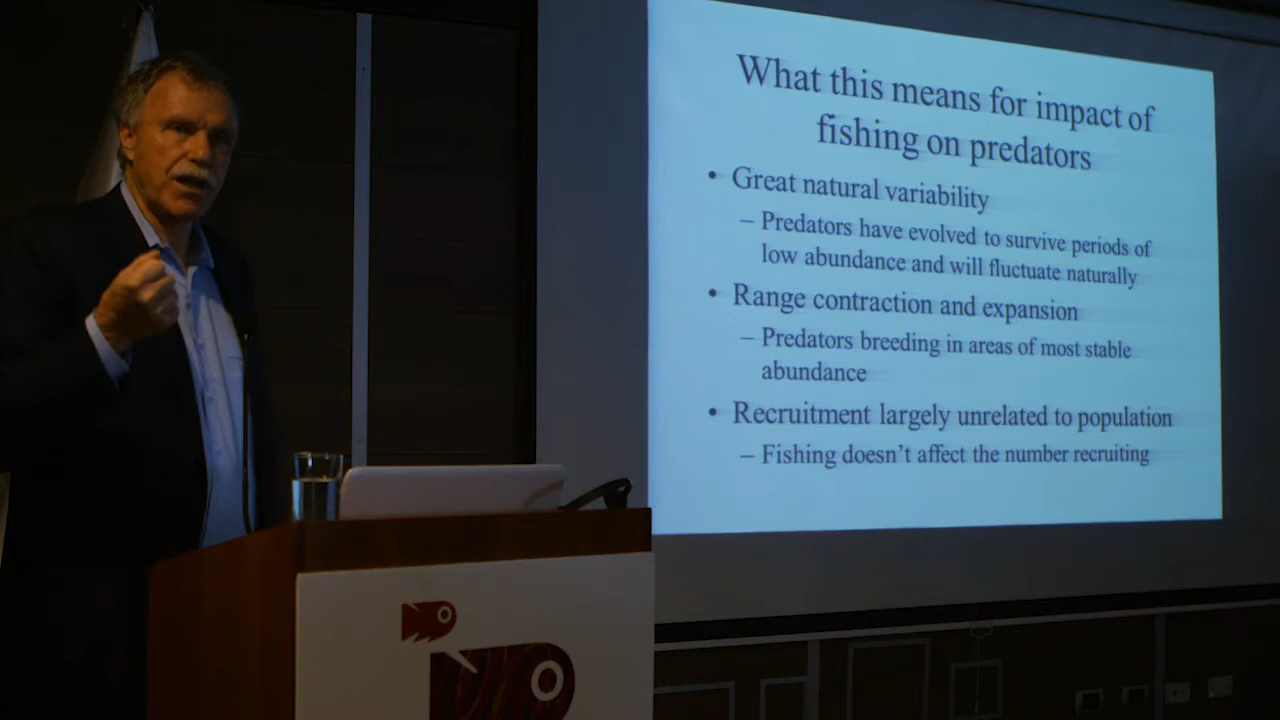 What this means for impact of
fishing on predators
• Great natural variability
– Predators have evolved to survive periods of
low abundance and will fluctuate naturally
• Range contraction and expansion
– Predators breeding in areas of most stable
abundance
• Recruitment largely unrelated to population
– Fishing doesn't affect the number recruiting